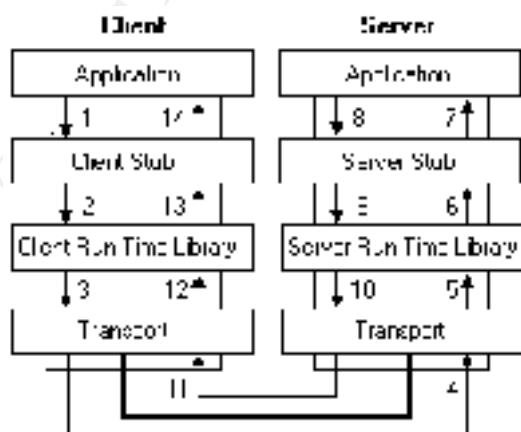 Client Server
Application Application
1 14 8 7
Client Stub Server Stub
2 13 9 6
Client Run Time Library Server Run Time Library
3 12 10 5
Transport Transport
11 4